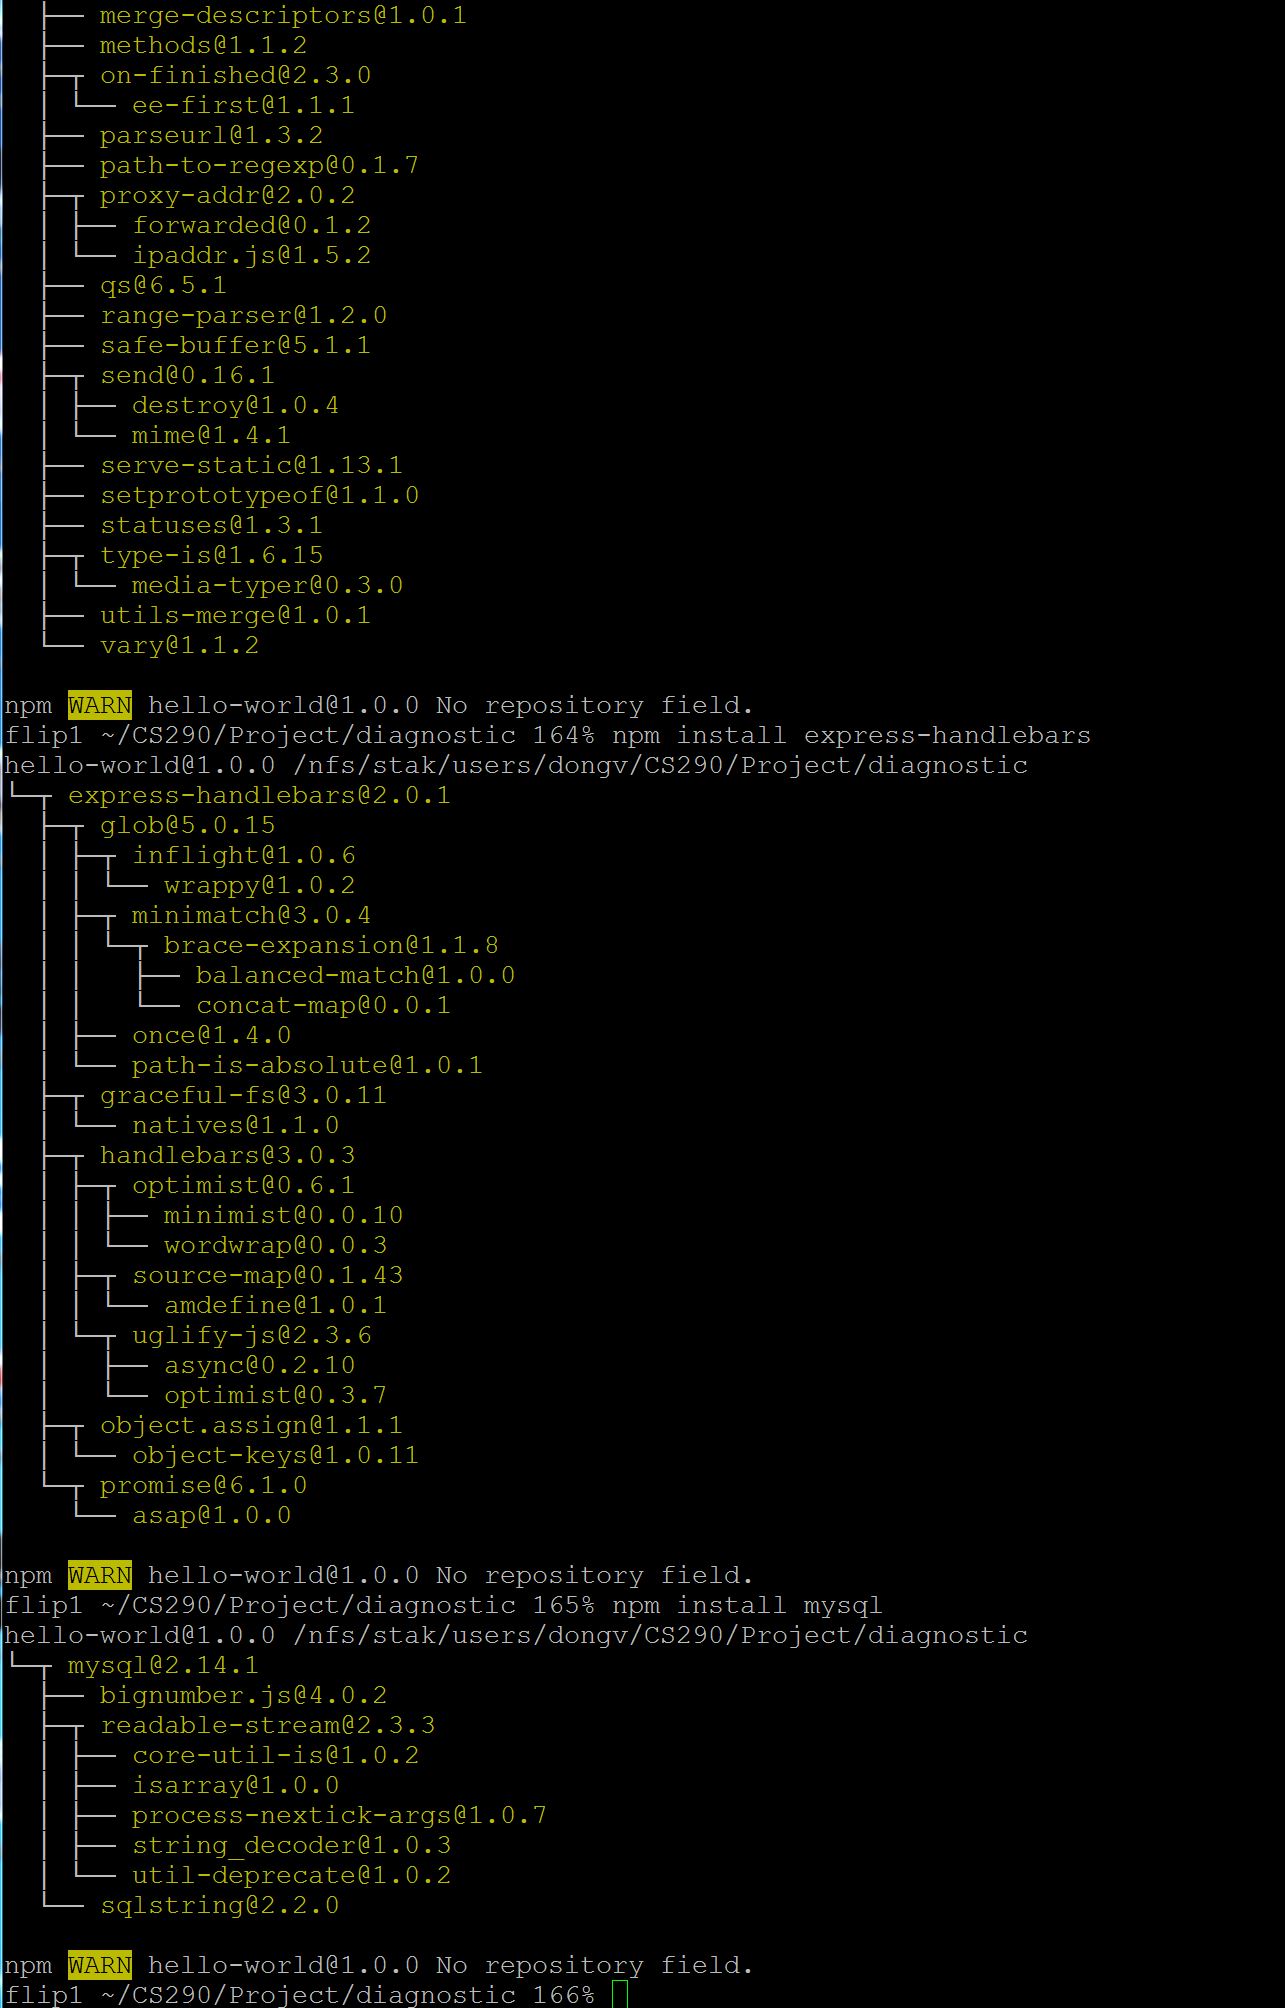 ├── merge-descriptors@1.0.1
├── methods@1.1.2
├─┬ on-finished@2.3.0
│ └── ee-first@1.1.1
├── parseurl@1.3.2
├── path-to-regexp@0.1.7
├─┬ proxy-addr@2.0.2
│ ├── forwarded@0.1.2
│ └── ipaddr.js@1.5.2
├── qs@6.5.1
├── range-parser@1.2.0
├── safe-buffer@5.1.1
├─┬ send@0.16.1
│ ├── destroy@1.0.4
│ └── mime@1.4.1
├── serve-static@1.13.1
├── setprototypeof@1.1.0
├── statuses@1.3.1
├─┬ type-is@1.6.15
│ └── media-typer@0.3.0
├── utils-merge@1.0.1
└── vary@1.1.2
npm WARN hello-world@1.0.0 No repository field.
flip1 ~/CS290/Project/diagnostic 164% npm install express-handlebars
hello-world@1.0.0 /nfs/stak/users/dongv/CS290/Project/diagnostic
└─┬ express-handlebars@2.0.1
  ├─┬ glob@5.0.15
  │ ├─┬ inflight@1.0.6
  │ │ └── wrappy@1.0.2
  │ ├─┬ minimatch@3.0.4
  │ │ └─┬ brace-expansion@1.1.8
  │ │   ├── balanced-match@1.0.0
  │ │   └── concat-map@0.0.1
  │ ├── once@1.4.0
  │ └── path-is-absolute@1.0.1
  ├─┬ graceful-fs@3.0.11
  │ └── natives@1.1.0
  ├─┬ handlebars@3.0.3
  │ ├─┬ optimist@0.6.1
  │ │ ├── minimist@0.0.10
  │ │ └── wordwrap@0.0.3
  │ ├─┬ source-map@0.1.43
  │ │ └── amdefine@1.0.1
  │ └─┬ uglify-js@2.3.6
  │   ├── async@0.2.10
  │   └── optimist@0.3.7
  ├─┬ object.assign@1.1.1
  │ └── object-keys@1.0.11
  └─┬ promise@6.1.0
    └── asap@1.0.0
npm WARN hello-world@1.0.0 No repository field.
flip1 ~/CS290/Project/diagnostic 165% npm install mysql
hello-world@1.0.0 /nfs/stak/users/dongv/CS290/Project/diagnostic
└─┬ mysql@2.14.1
  ├── bignumber.js@4.0.2
  ├─┬ readable-stream@2.3.3
  │ ├── core-util-is@1.0.2
  │ ├── isarray@1.0.0
  │ ├── process-nextick-args@1.0.7
  │ ├── string_decoder@1.0.3
  │ └── util-deprecate@1.0.2
  └── sqlstring@2.2.0
npm WARN hello-world@1.0.0 No repository field.
flip1 ~/CS290/Project/diagnostic 166%